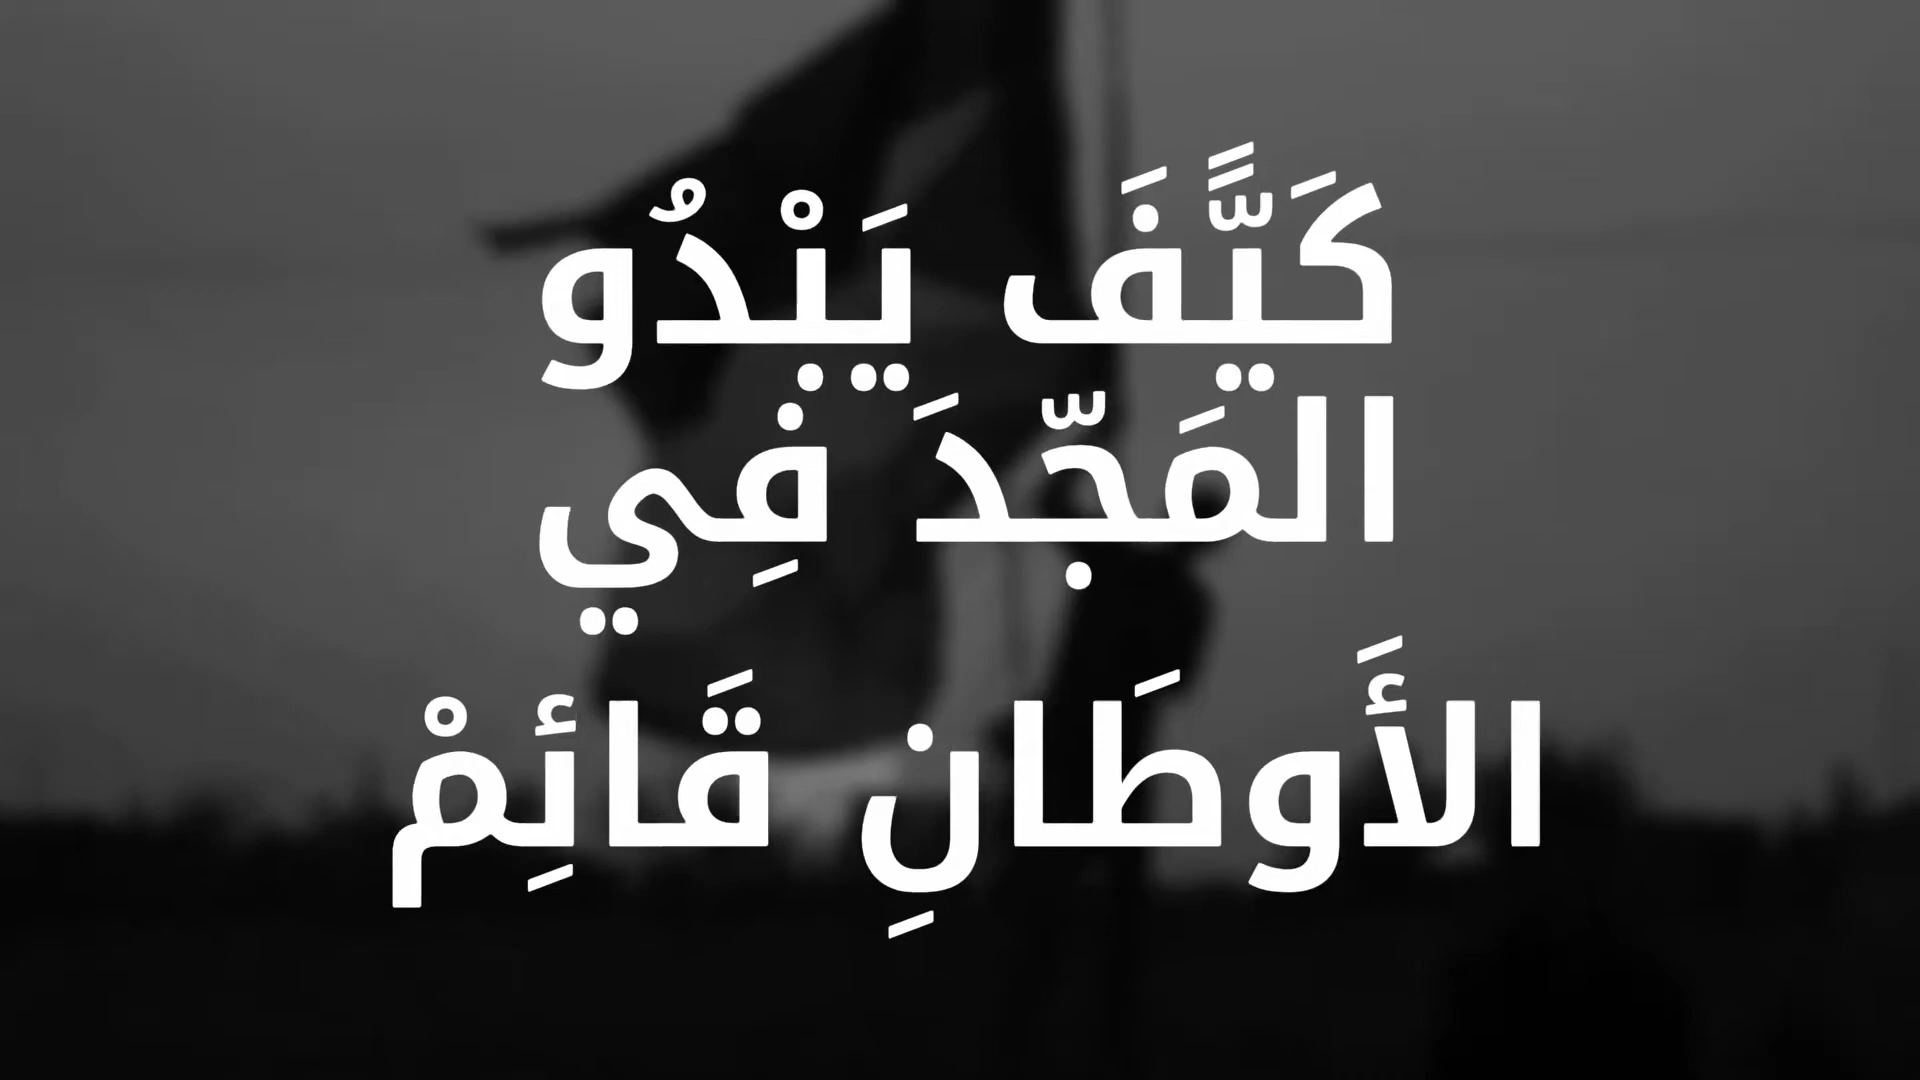 كَيًّفَ يَبْدُو
المَجّدَ فِي
الأَوطَانِ قَائِمْ